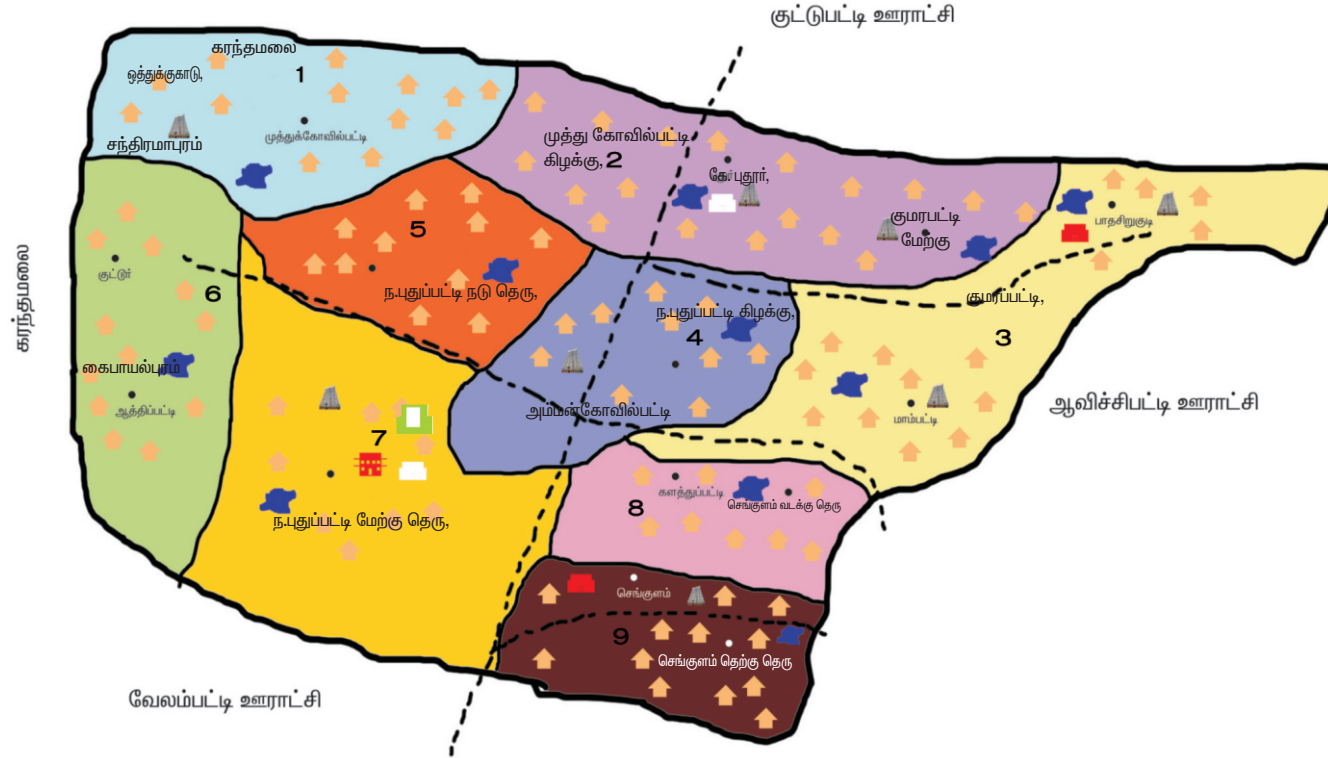 குட்டுபட்டி ஊராட்சி
கரந்தமலை
ஒத்துக்குகாடு,
1
முத்துக்கோவில்பட்டி
சந்திரமாபுரம்
முத்து கோவில்பட்டி
கிழக்கு, 2
கே. புதூர்,
குமரபட்டி
மேற்கு
பாதசிறுகுடி
குமரப்பட்டி,
3
மாம்பட்டி
ஆவிச்சிபட்டி ஊராட்சி
5
ந.புதுப்பட்டி நடு தெரு,
ந.புதுப்பட்டி கிழக்கு,
4
அம்மன்கோவில்பட்டி
கரந்தமலை
குட்டூர்
6
கைபாயல்புரம்
ஆத்திப்பட்டி
7
ந.புதுப்பட்டி மேற்கு தெரு,
களத்துப்பட்டி
8
செங்குளம் வடக்கு தெரு
செங்குளம்
9
செங்குளம் தெற்கு தெரு
வேலம்பட்டி ஊராட்சி